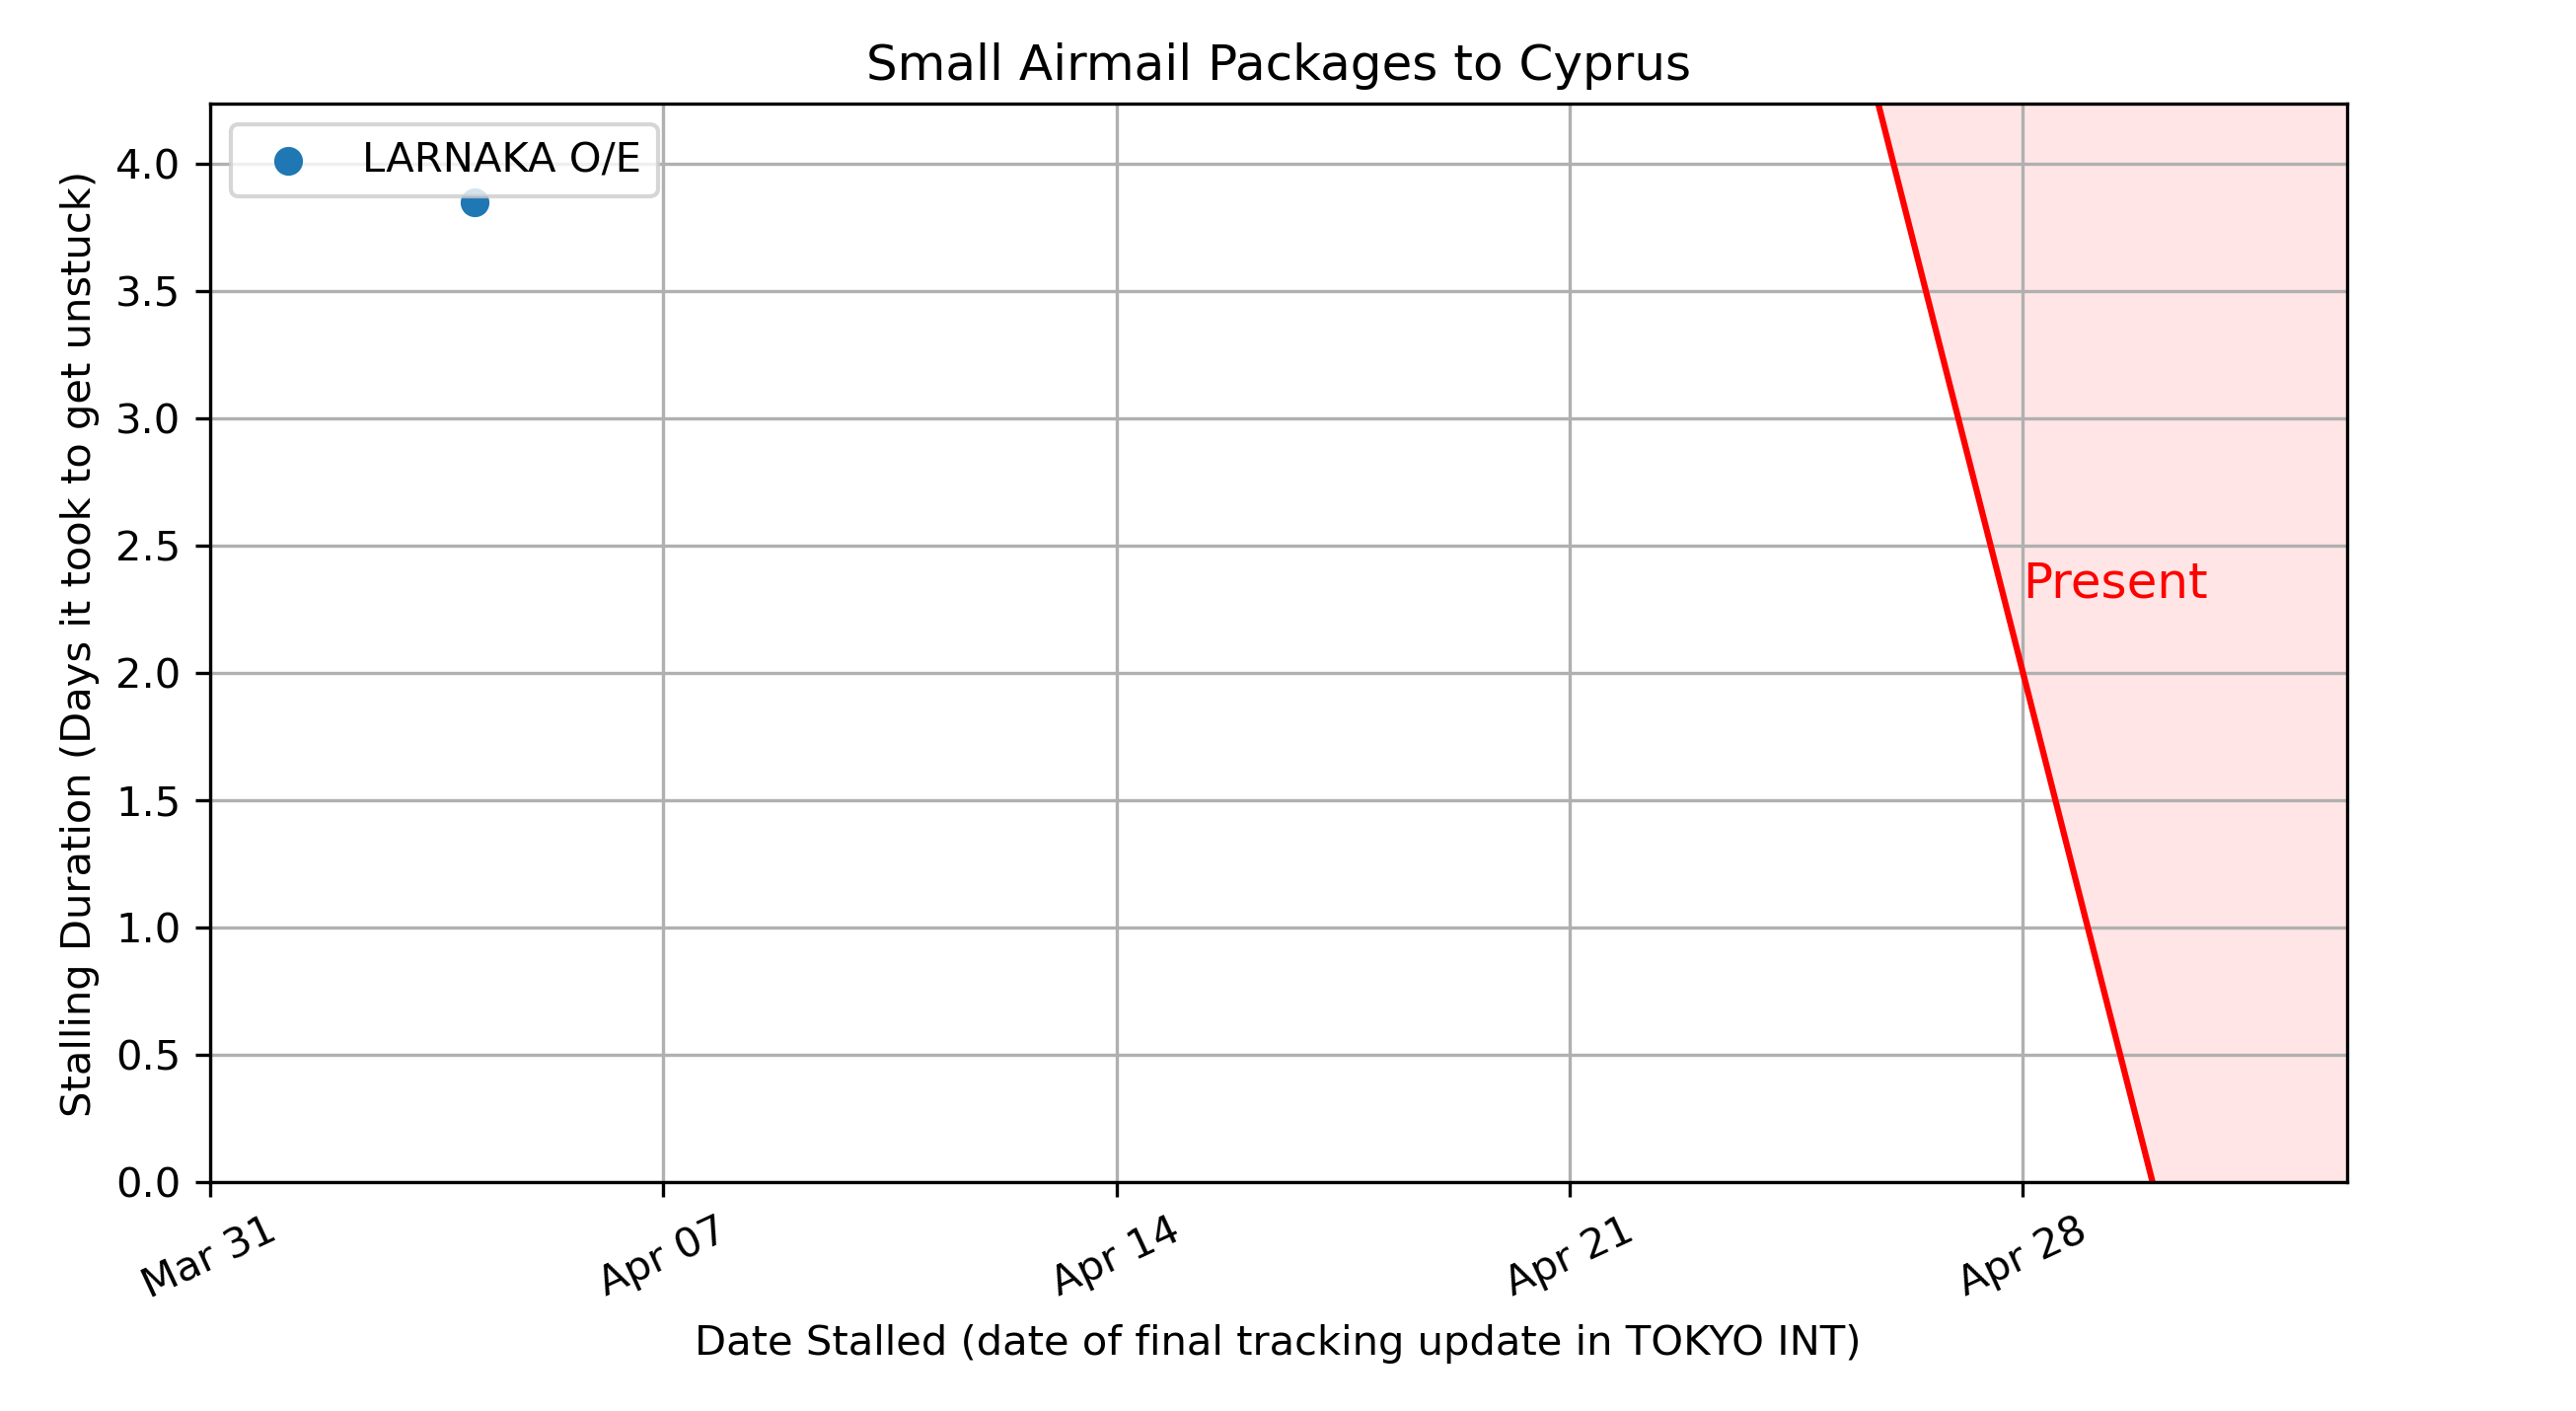 Small Airmail Packages to Cyprus
LARNAKA O/E
Stalling Duration (Days it took to get unstuck)
4.0
3.5
3.0
2.5
2.0
1.5
1.0
0.5
0.0
Present
Mar 31
Apr 07
Apr 14
Apr 21
Apr 28
Date Stalled (date of final tracking update in TOKYO INT)